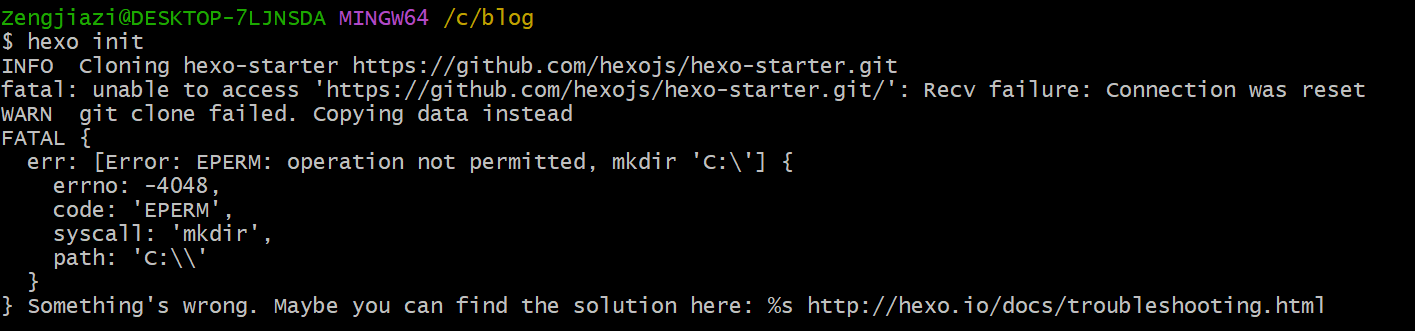 Zengjiazi@DESKTOP-7LJNSDA MINGW64 /c/blog
$ hexo init
INFO  Cloning hexo-starter https://github.com/hexojs/hexo-starter.git
fatal: unable to access 'https://github.com/hexojs/hexo-starter.git/': Recv failure: Connection was reset
WARN  git clone failed. Copying data instead
FATAL {
  err: [Error: EPERM: operation not permitted, mkdir 'C:\'] {
    errno: -4048,
    code: 'EPERM',
    syscall: 'mkdir',
    path: 'C:\\'
  }
} Something's wrong. Maybe you can find the solution here: %s http://hexo.io/docs/troubleshooting.html